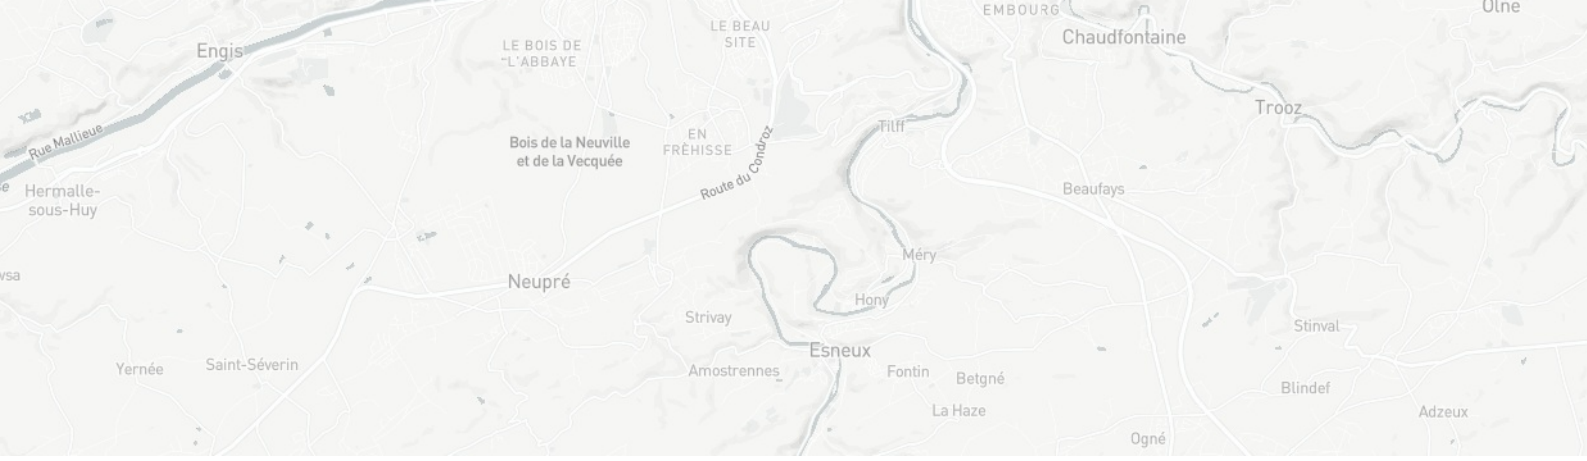 Olne
EMBOURG
LE BEAU
SITE
Chaudfontaine
Engis
LE BOIS DE
L'ABBAYE
Trooz
Tilff
Rue Mallieue
Bois de la Neuville
et de la Vecquée
EN
FRÊHISSE
Route du Condroz
Hermalle-
sous-Huy
Beaufays
Méry
Neupré
Hony
Strivay
Stinval
Esneux
Yernée
Saint-Séverin
Amostrennes
Fontin
Betgné
Blindef
La Haze
Adzeux
Ogné